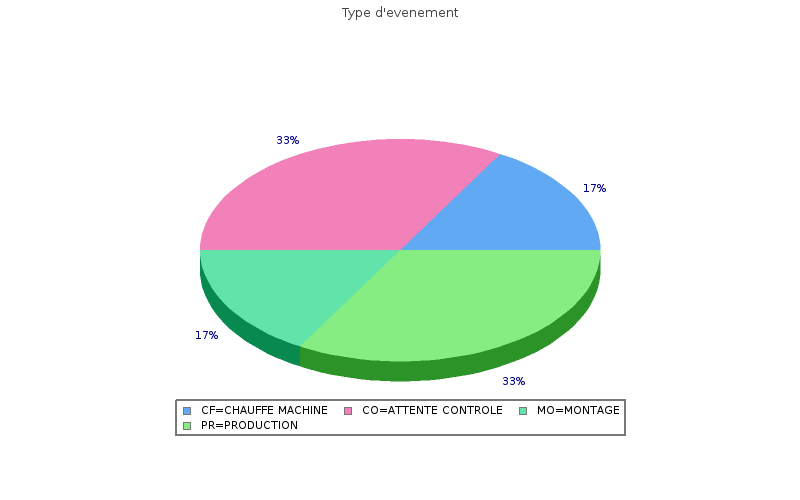 Type d'evenement
33%
17%
17%
33%
CF=CHAUFFE MACHINE CO=ATTENTE CONTROLE MO=MONTAGE
PR=PRODUCTION